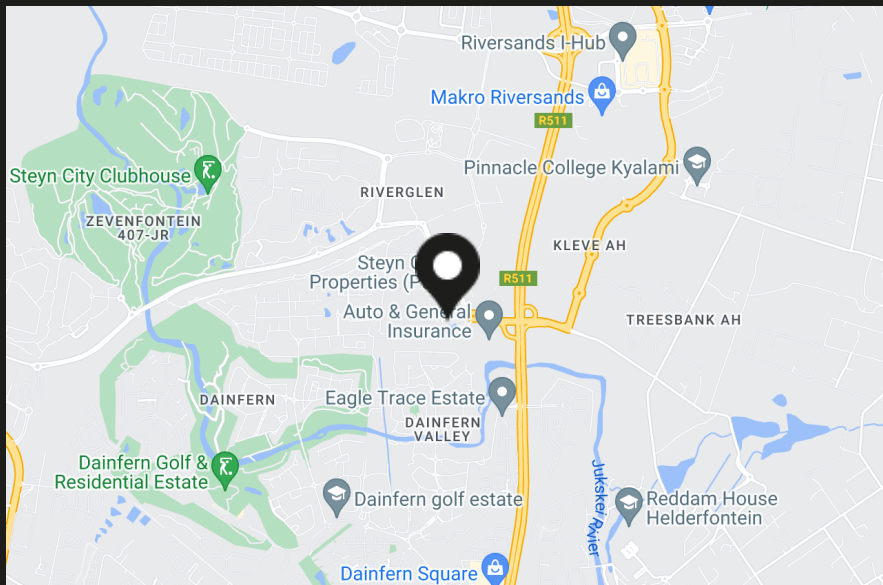 Riversands I-Hub
Makro Riversands
R511
Pinnacle College Kyalami
Steyn City Clubhouse
RIVERGLEN
ZEVENFONTEIN
407-JR
KLEVE AH
Steyn
Properties
R511
Auto & General
Insurance
TREESBANK AH
Eagle Trace Estate
DAINFERN
DAINFERN
VALLEY
Dainfern Golf &
Residential Estate
Dainfern golf estate
Jukskei
Reddam House
Helderfontein
Dainfern Square